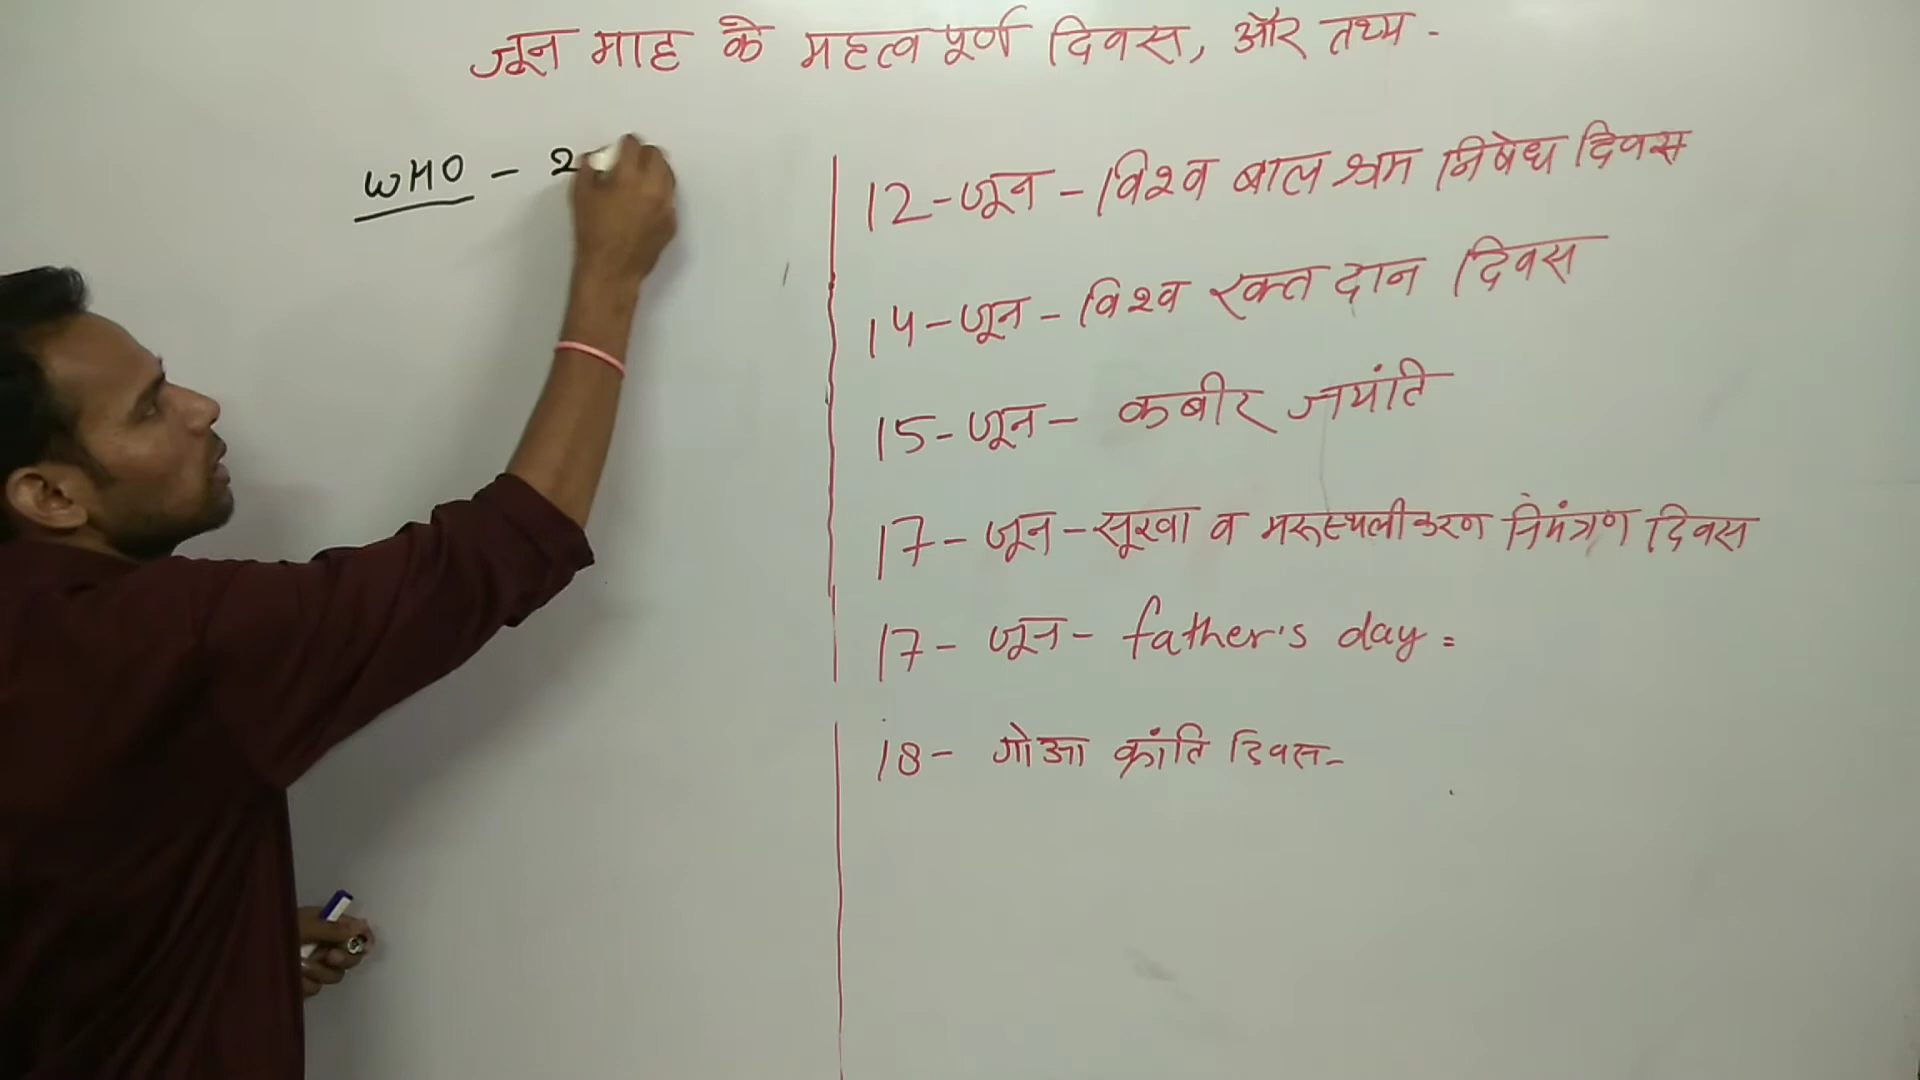 जून माह के महत्वपूर्ण दिवस, और तथ्य -
WHO - 2
12-जून - विश्व बाल श्रम निषेध दिवस
14-जून - विश्व रक्त दान दिवस
15-जून - कबीर जयंति
17-जून - सूखा व मरुस्थलीकरण नियंत्रण दिवस
17- जून - father's day =
18- गोआ क्रांति दिवस-